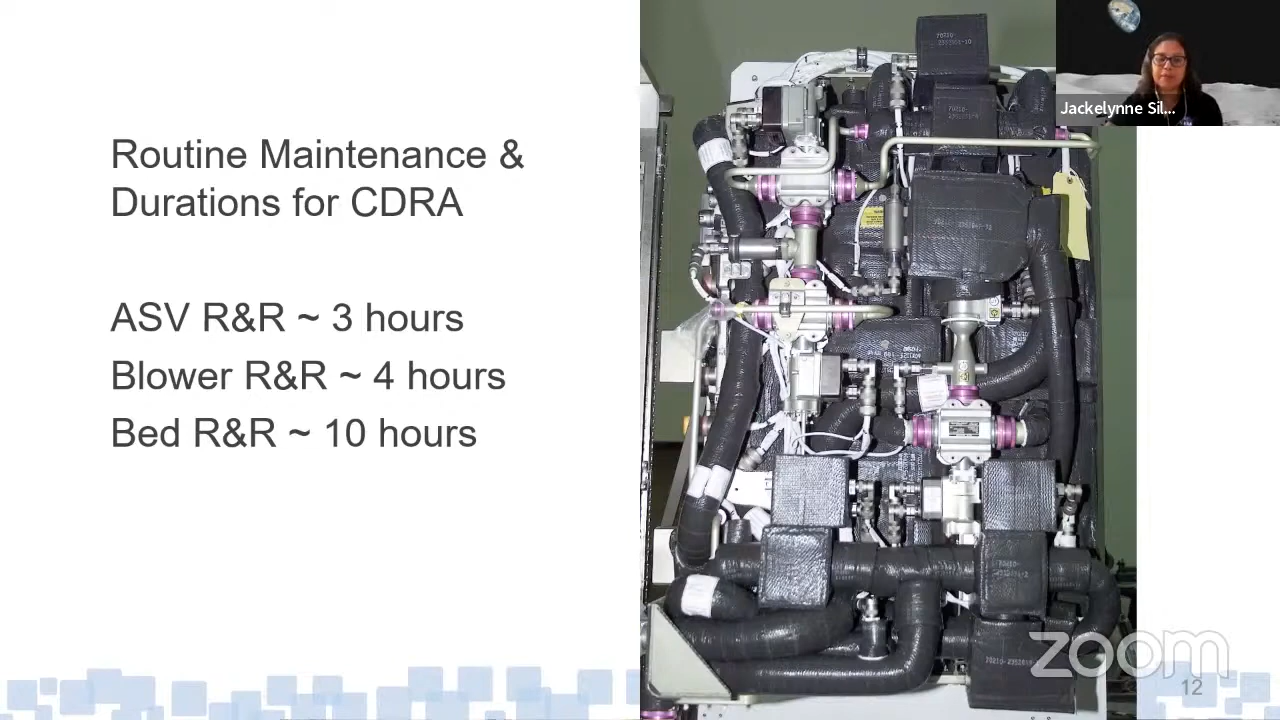 Routine Maintenance &
Durations for CDRA
ASV R&R ~ 3 hours
Blower R&R ~ 4 hours
Bed R&R ~ 10 hours
Jackelynne Sil...
zoom
12